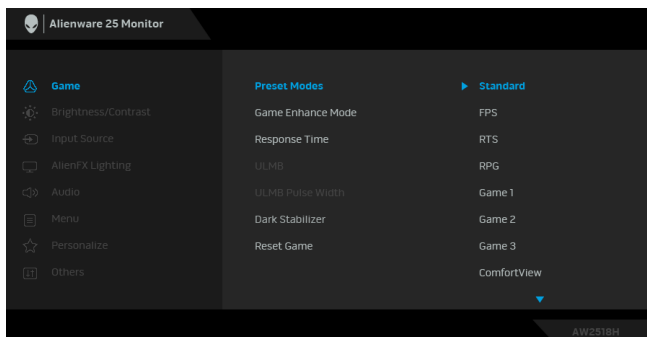 Alienware 25 Monitor
Game Preset Modes Standard
Brightness/Contrast Game Enhance Mode FPS
Input Source Response Time RTS
AlienFX Lighting ULMB RPG
Audio ULMB Pulse Width Game 1
Menu Dark Stabilizer Game 2
Personalize Reset Game Game 3
Others ComfortView
AW2518H